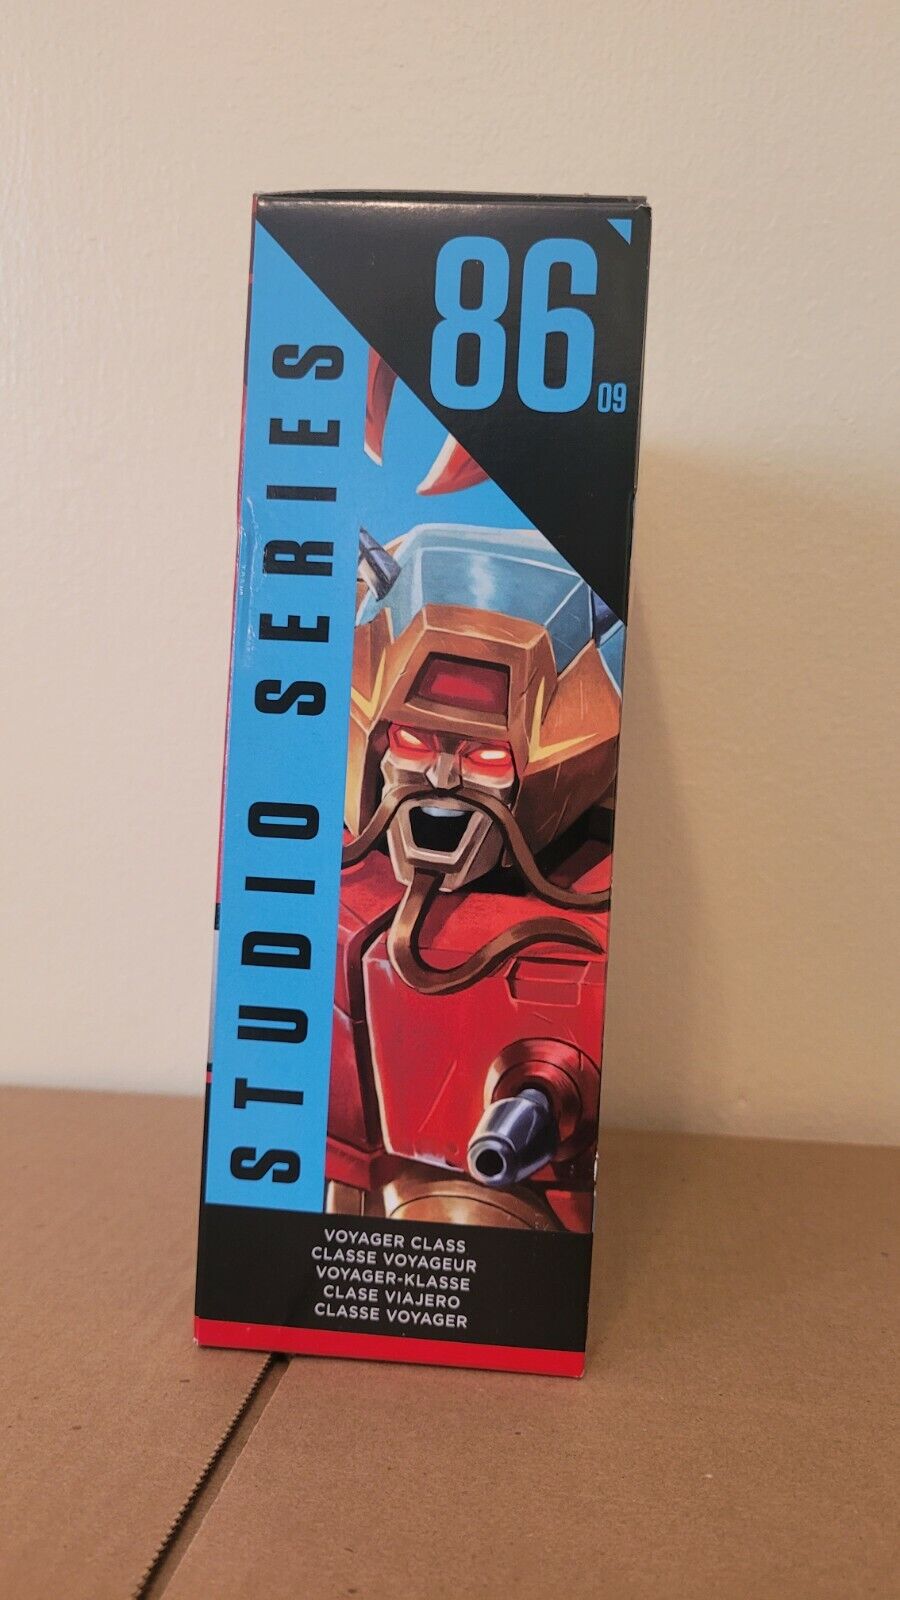 86
09
STUDIO SERIES
VOYAGER CLASS
CLASSE VOYAGEUR
VOYAGER-KLASSE
CLASE VIAJERO
CLASSE VOYAGER